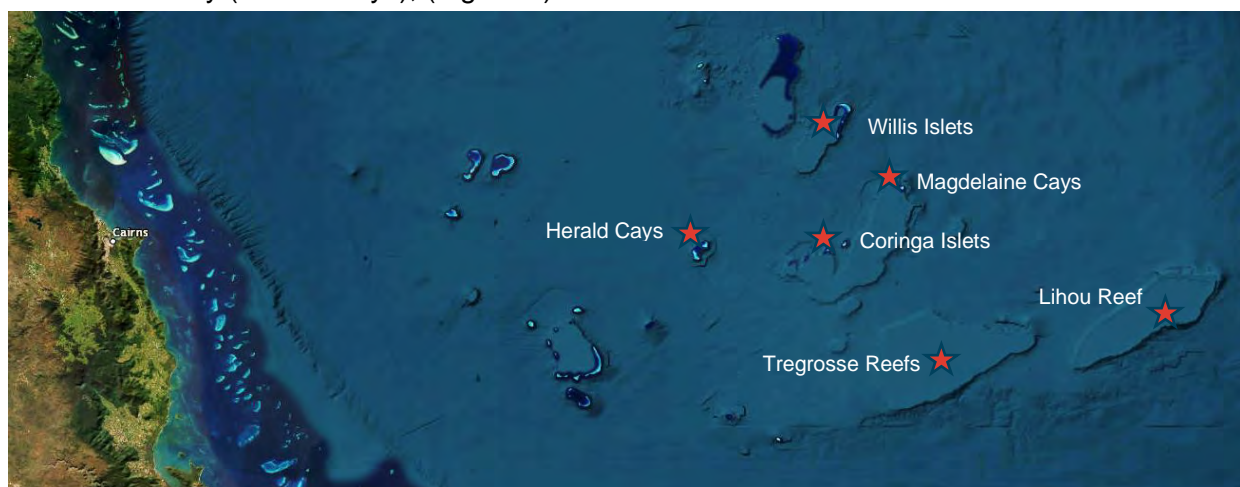 Willis Islets
Magdelaine Cays
Cairns
Herald Cays
Coringa Islets
Lihou Reef
Tregrosse Reefs